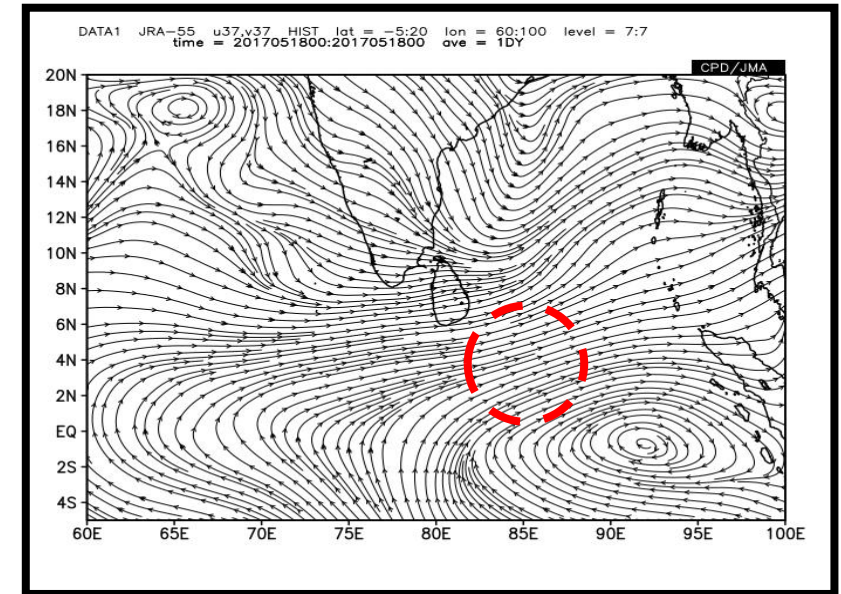 DATA1 JRA-55 u37,v37 HIST lat = -5:20 lon = 60:100 level = 7:7
time = 2017051800:2017051800 ave = 1DY
CPD/JMA
20N
18N
16N
14N
12N
10N
8N
6N
4N
2N
EQ
2S
4S
60E 65E 70E 75E 80E 85E 90E 95E 100E